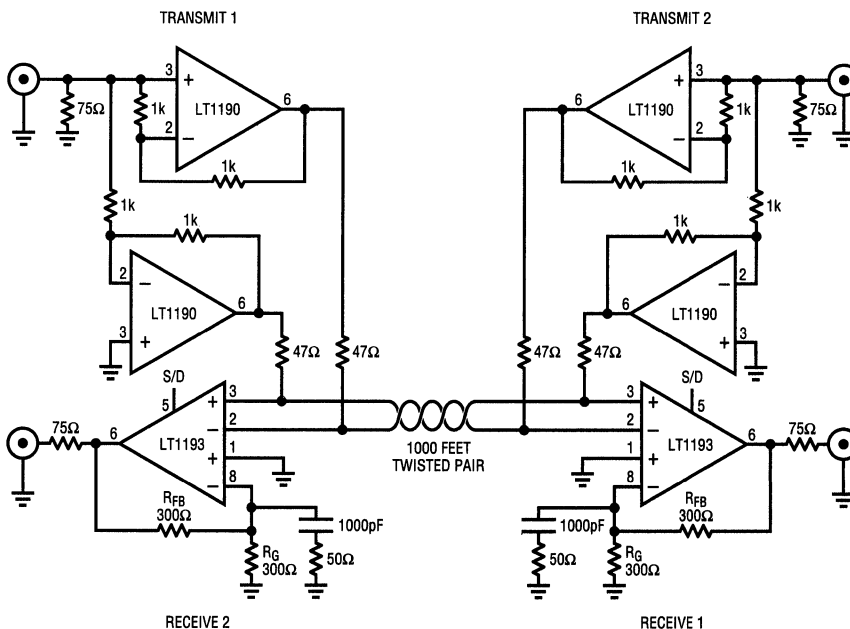 TRANSMIT 1
TRANSMIT 2
3
+
LT1190
6
75Ω
1k
2
−
1k
1k
1k
2
−
LT1190
6
3
+
47Ω
47Ω
3
+
LT1190
6
1k
75Ω
2
−
1k
1k
1k
2
−
LT1190
6
3
+
47Ω
47Ω
S/D
5
3
+
2
−
75Ω
6
LT1193
1
+
8
−
1000 FEET
TWISTED PAIR
S/D
5
3
+
2
−
LT1193
6
75Ω
1
+
8
−
RFB
300Ω
1000pF
RG
300Ω
50Ω
1000pF
RFB
300Ω
50Ω
RG
300Ω
RECEIVE 2
RECEIVE 1